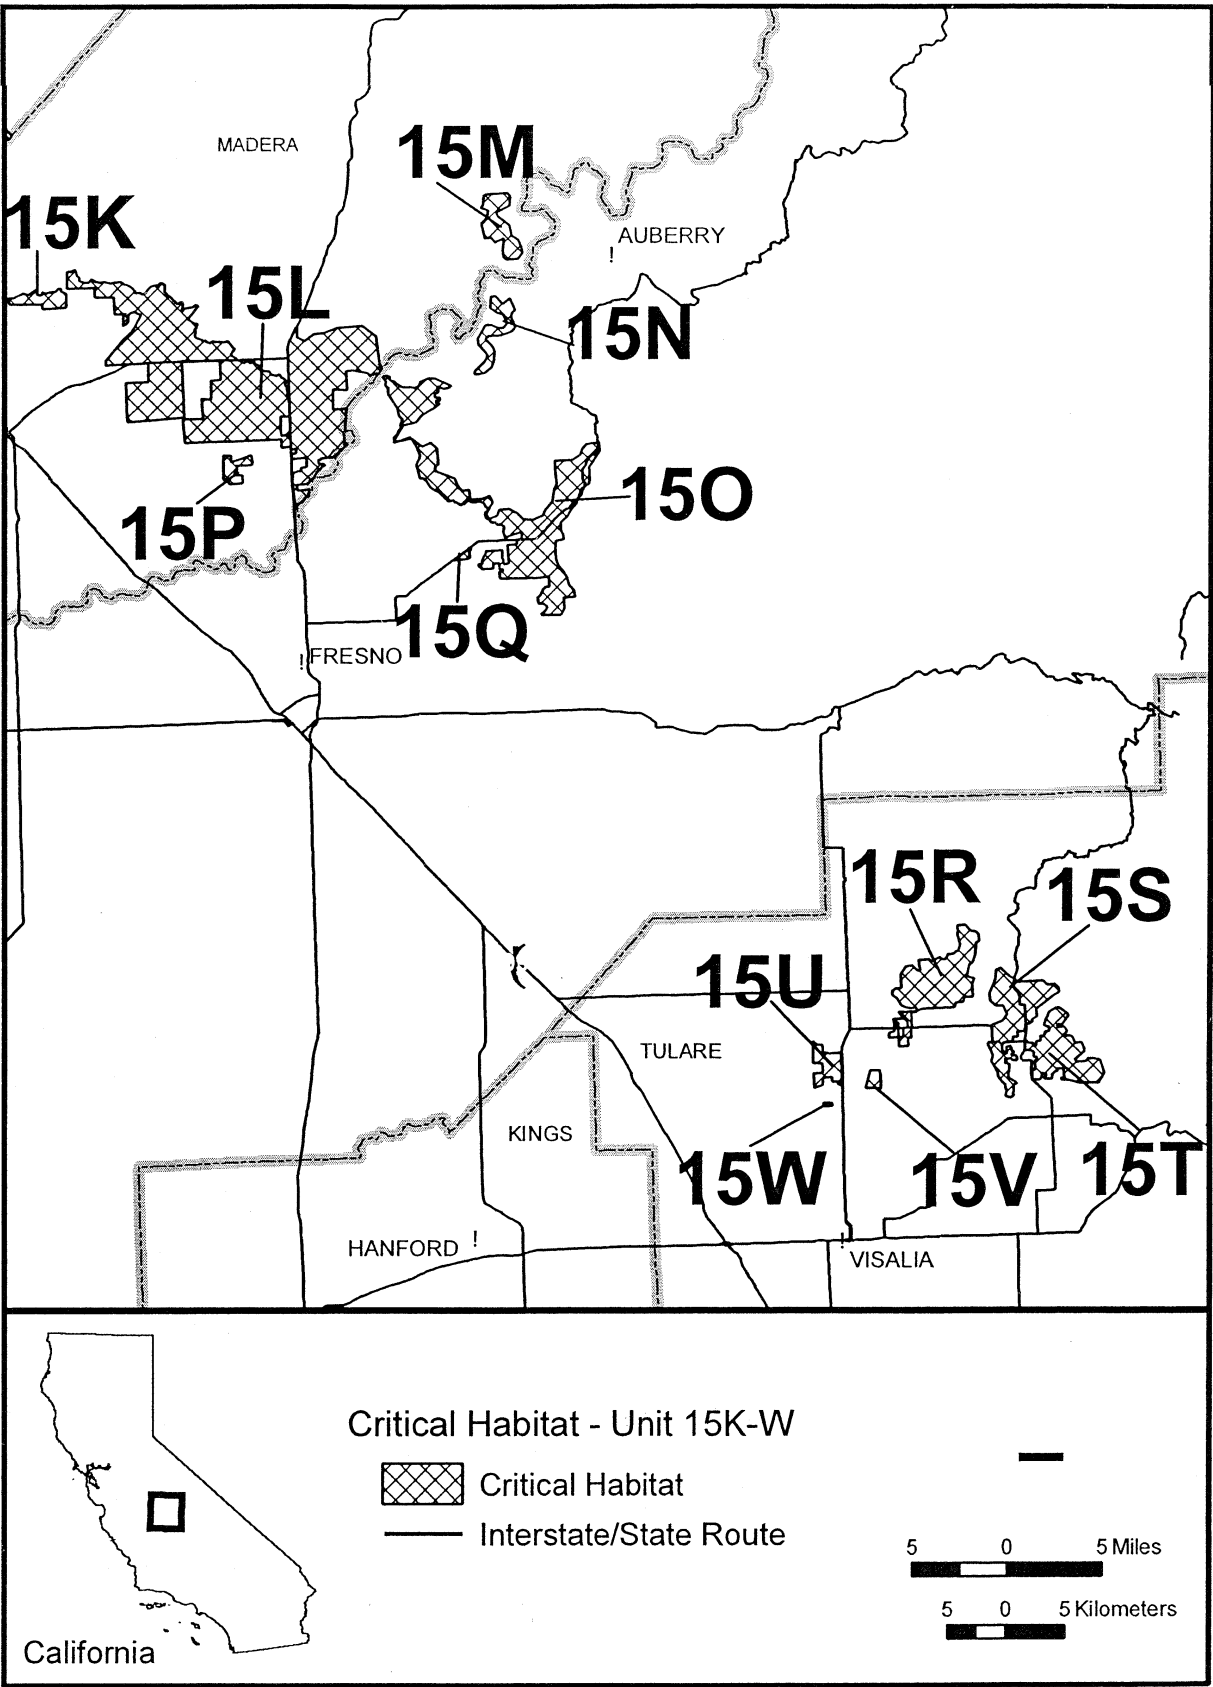 MADERA
15M
15K
AUBERRY
!
15L
15N
15O
15P
15Q
! FRESNO
15R
15S
15U
TULARE
KINGS
15W
15V
15T
HANFORD !
! VISALIA
Critical Habitat - Unit 15K-W
Critical Habitat
Interstate/State Route
5 0 5 Miles
5 0 5 Kilometers
California